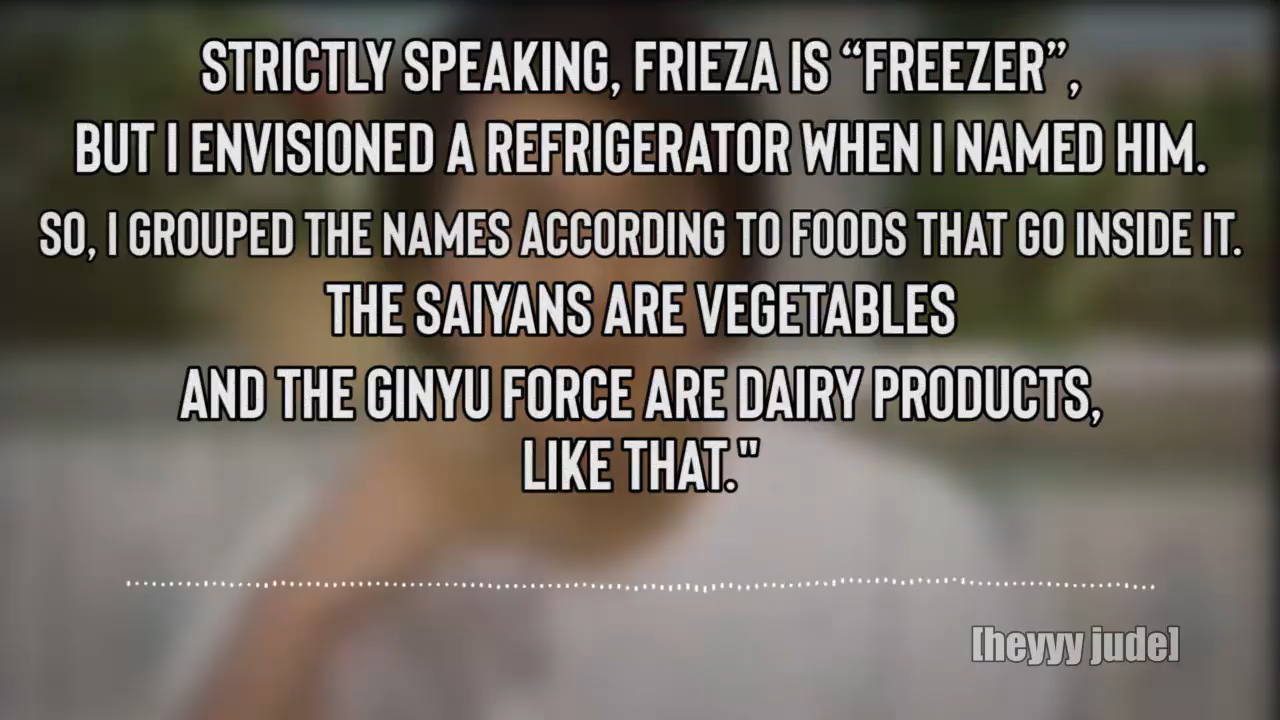 STRICTLY SPEAKING, FRIEZA IS “FREEZER”,
BUT I ENVISIONED A REFRIGERATOR WHEN I NAMED HIM.
SO, I GROUPED THE NAMES ACCORDING TO FOODS THAT GO INSIDE IT.
THE SAIYANS ARE VEGETABLES
AND THE GINYU FORCE ARE DAIRY PRODUCTS,
LIKE THAT."
[heyyy jude]